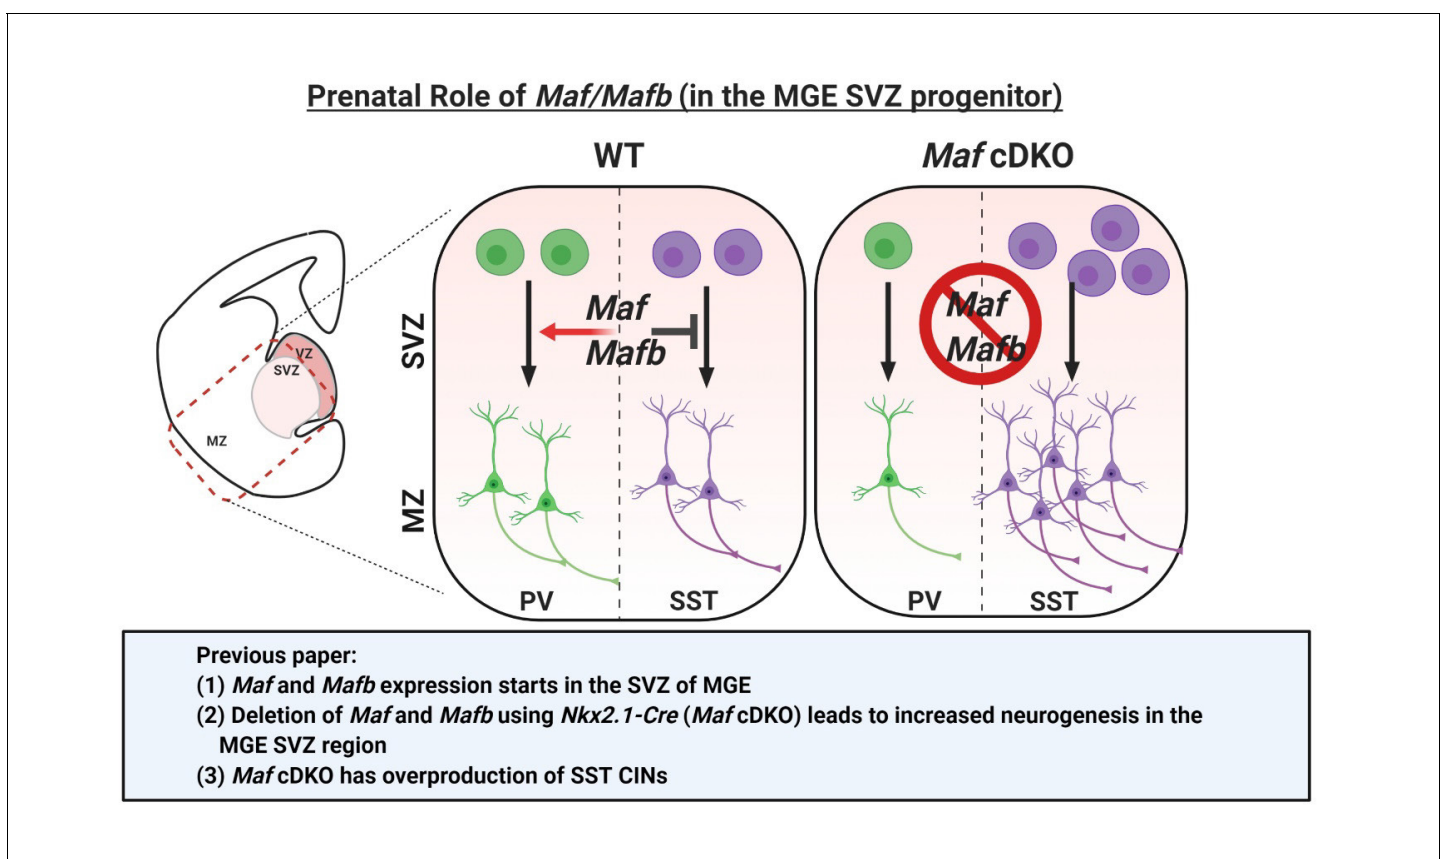 Prenatal Role of Maf/Mafb (in the MGE SVZ progenitor)
WT
Maf cDKO
VZ
SVZ
MZ
SVZ
MZ
Maf
Mafb
PV
SST
Maf
Mafb
PV
SST
Previous paper:
(1) Maf and Mafb expression starts in the SVZ of MGE
(2) Deletion of Maf and Mafb using Nkx2.1-Cre (Maf cDKO) leads to increased neurogenesis in the
MGE SVZ region
(3) Maf cDKO has overproduction of SST CINs